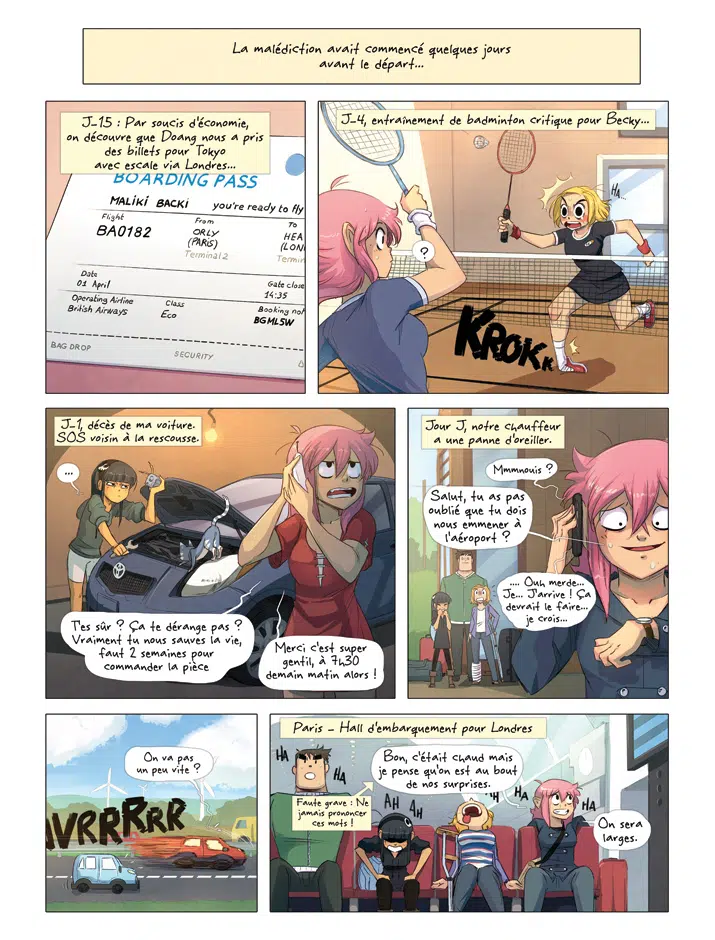 La malédiction avait commencé quelques jours
avant le départ...
J-15 : Par soucis d'économie,
on découvre que Doang nous a pris
des billets pour Tokyo
avec escale via Londres...
BOARDING PASS
MALIKI BACKI you're ready to fly
Flight From To
BA0182 ORLY HEA
(PARIS) (LON
Terminal 2 Termin
Date Gate close
01 April 14:35
Operating Airline Class Booking no
British Airways Eco BGML5W
BAG DROP
SECURITY
J-4, entraînement de badminton critique pour Becky...
HA...
?
KROKK
J-1, décès de ma voiture.
SOS voisin à la rescousse.
...
T'es sûr ? Ça te dérange pas ?
Vraiment tu nous sauves la vie,
faut 2 semaines pour
commander la pièce
Merci c'est super
gentil, à 7h30
demain matin alors !
Jour J, notre chauffeur
a une panne d'oreiller.
Mmmnouis ?
Salut, tu as pas
oublié que tu dois
nous emmener à
l'aéroport ?
.... Ouh merde...
Je... J'arrive ! Ça
devrait le faire...
je crois...
On va pas
un peu vite ?
VVRRRRR
Paris - Hall d'embarquement pour Londres
HA
HA
HA
Bon, c'était chaud mais
je pense qu'on est au bout
de nos surprises.
Faute grave : Ne
jamais prononcer
ces mots !
AH AH
HA
HA
HA
On sera
larges.